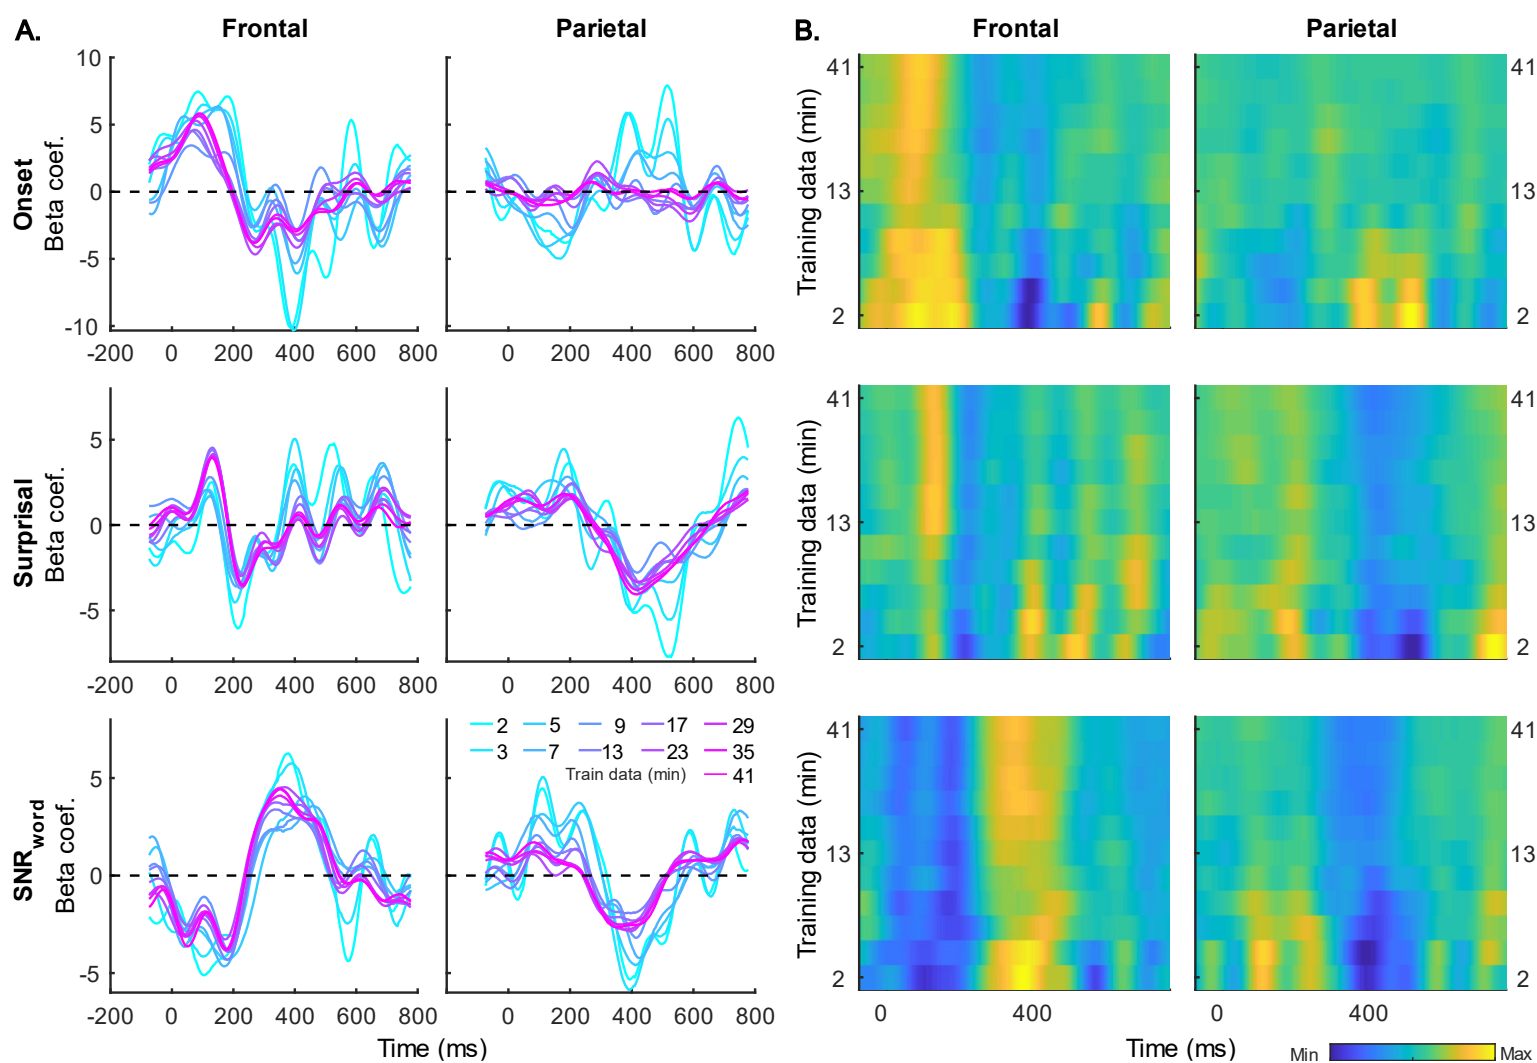 A. Frontal Parietal B. Frontal Parietal
10
5
0
-5
-10
Onset
Beta coef.
-200 0 200 400 600 800
-200 0 200 400 600 800
Training data (min)
41
13
2
41
2
5
0
-5
Surprisal
Beta coef.
-200 0 200 400 600 800
-200 0 200 400 600 800
Training data (min)
41
13
2
41
2
5
0
-5
SNRword
Beta coef.
2 5 9 17 29
3 7 13 23 35
Train data (min) 41
-200 0 200 400 600 800
-200 0 200 400 600 800
Time (ms)
Training data (min)
41
13
2
41
13
2
0 400
0 400
Time (ms)
Min Max